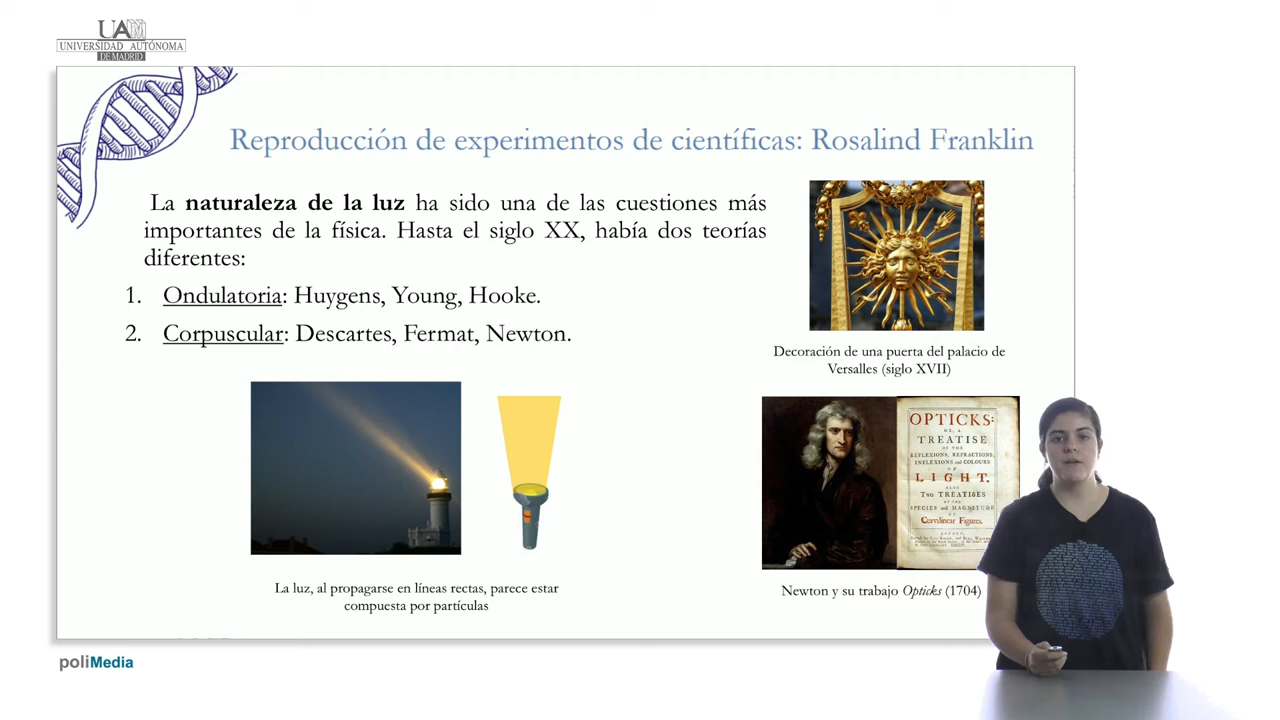 UAM
UNIVERSIDAD AUTÓNOMA
DE MADRID
Reproducción de experimentos de científicas: Rosalind Franklin
La naturaleza de la luz ha sido una de las cuestiones más
importantes de la física. Hasta el siglo XX, había dos teorías
diferentes:
1. Ondulatoria: Huygens, Young, Hooke.
2. Corpuscular: Descartes, Fermat, Newton.
Decoración de una puerta del palacio de
Versalles (siglo XVII)
OPTICKS:
OR, A
TREATISE
OF THE
REFLEXIONS, REFRACTIONS,
INFLEXIONS and COLOURS
OF
LIGHT.
ALSO
TWO TREATISES
OF THE
SPECIES and MAGNITUDE
OF
Curvilinear Figures.
La luz, al propagarse en líneas rectas, parece estar
compuesta por partículas
Newton y su trabajo Opticks (1704)
poliMedia